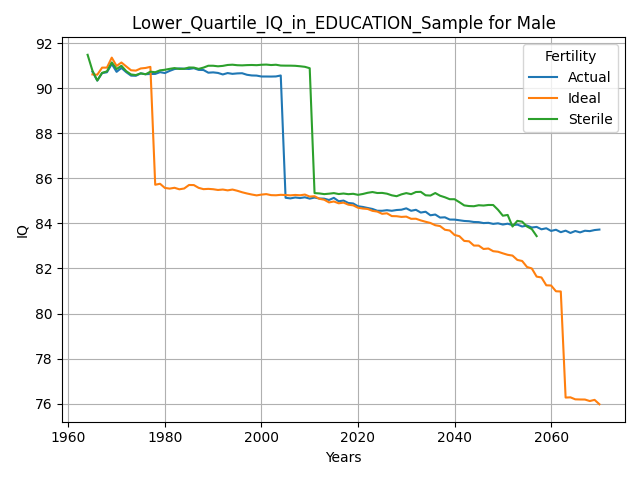 Lower_Quartile_IQ_in_EDUCATION_Sample for Male
92
90
88
86
84
82
80
78
76
IQ
Fertility
Actual
Ideal
Sterile
1960 1980 2000 2020 2040 2060
Years